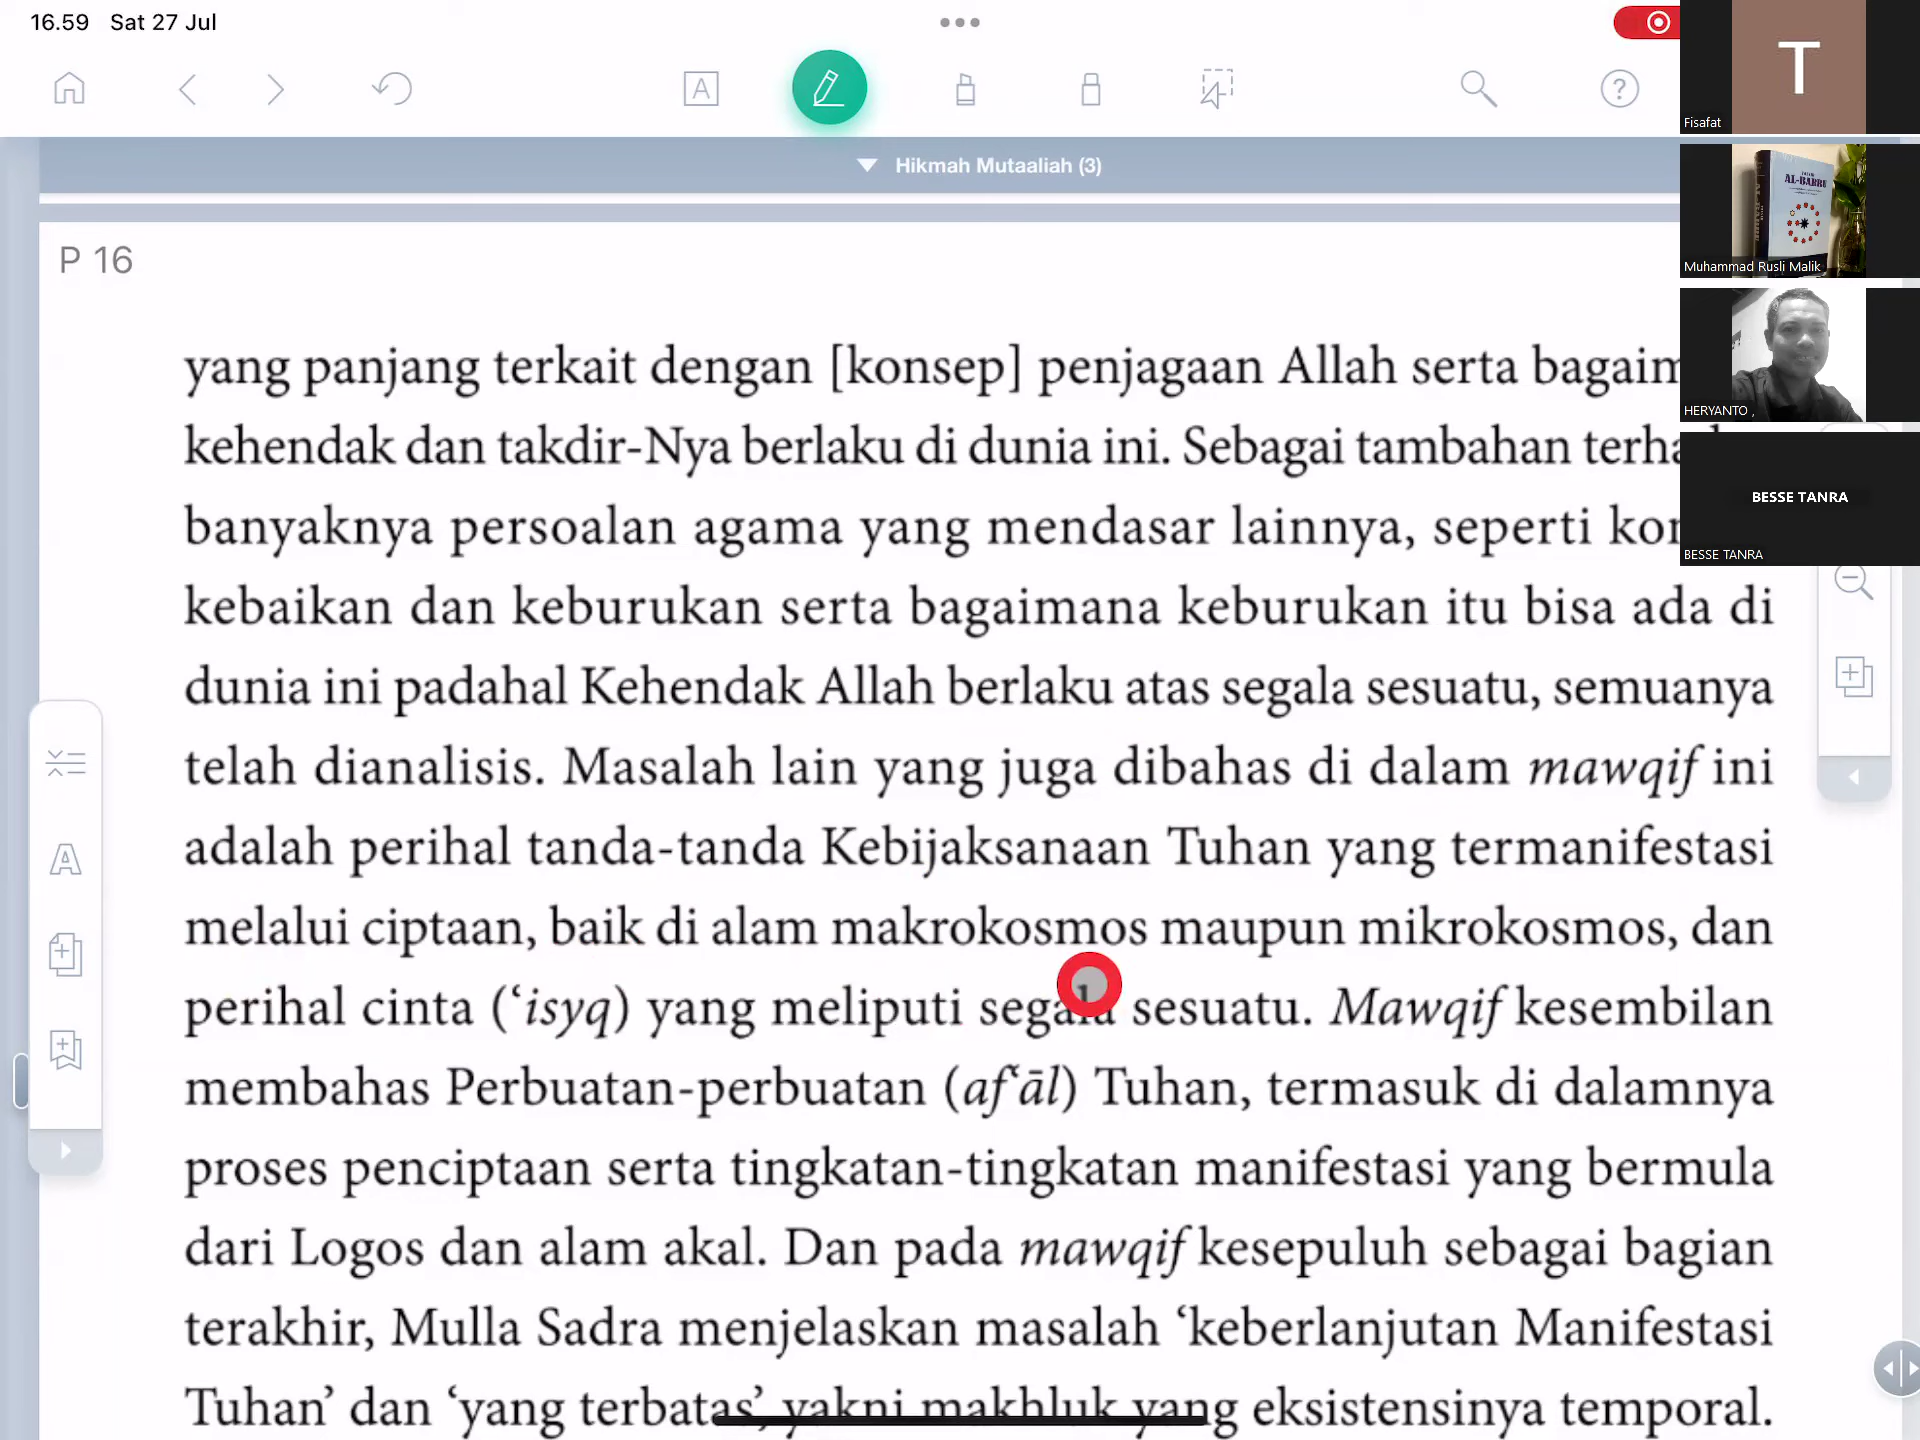 16.59 Sat 27 Jul
A
?
Hikmah Mutaaliah (3)
P 16
yang panjang terkait dengan [konsep] penjagaan Allah serta
kehendak dan takdir-Nya berlaku di dunia ini. Sebagai tambahan
banyaknya persoalan agama yang mendasar lainnya, seperti
kebaikan dan keburukan serta bagaimana keburukan itu bisa ada di
dunia ini padahal Kehendak Allah berlaku atas segala sesuatu, semuanya
telah dianalisis. Masalah lain yang juga dibahas di dalam mawqif ini
adalah perihal tanda-tanda Kebijaksanaan Tuhan yang termanifestasi
melalui ciptaan, baik di alam makrokosmos maupun mikrokosmos, dan
perihal cinta (‘isyq) yang meliputi segala sesuatu. Mawqif kesembilan
membahas Perbuatan-perbuatan (af‘āl) Tuhan, termasuk di dalamnya
proses penciptaan serta tingkatan-tingkatan manifestasi yang bermula
dari Logos dan alam akal. Dan pada mawqif kesepuluh sebagai bagian
terakhir, Mulla Sadra menjelaskan masalah ‘keberlanjutan Manifestasi
Tuhan’ dan ‘yang terbatas’, yakni makhluk yang eksistensinya temporal.
T
Fisafat
AL-BARRU
Muhammad Rusli Malik
HERYANTO ,
BESSE TANRA
BESSE TANRA